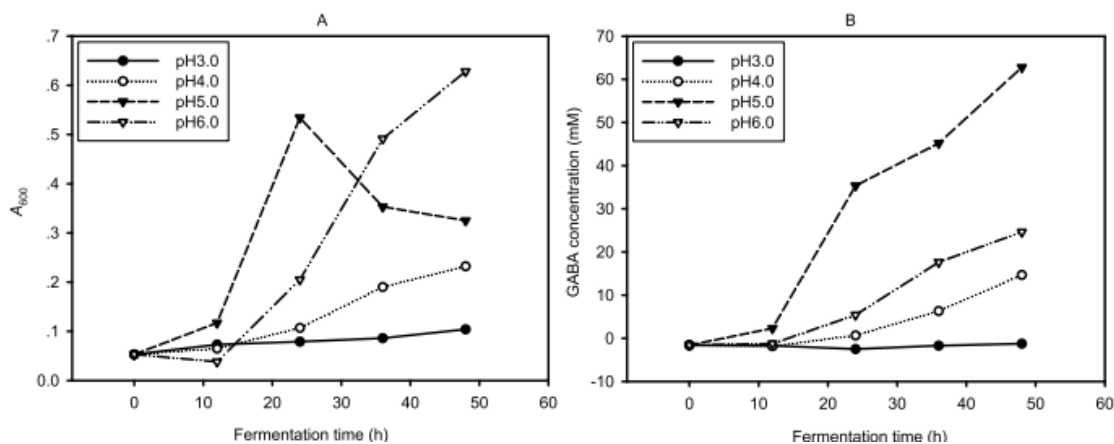 A
.7
.6
.5
.4
.3
.2
.1
0.0
A600
pH3.0
pH4.0
pH5.0
pH6.0
0 10 20 30 40 50 60
Fermentation time (h)
B
70
60
50
40
30
20
10
0
-10
GABA concentration (mM)
pH3.0
pH4.0
pH5.0
pH6.0
0 10 20 30 40 50 60
Fermentation time (h)